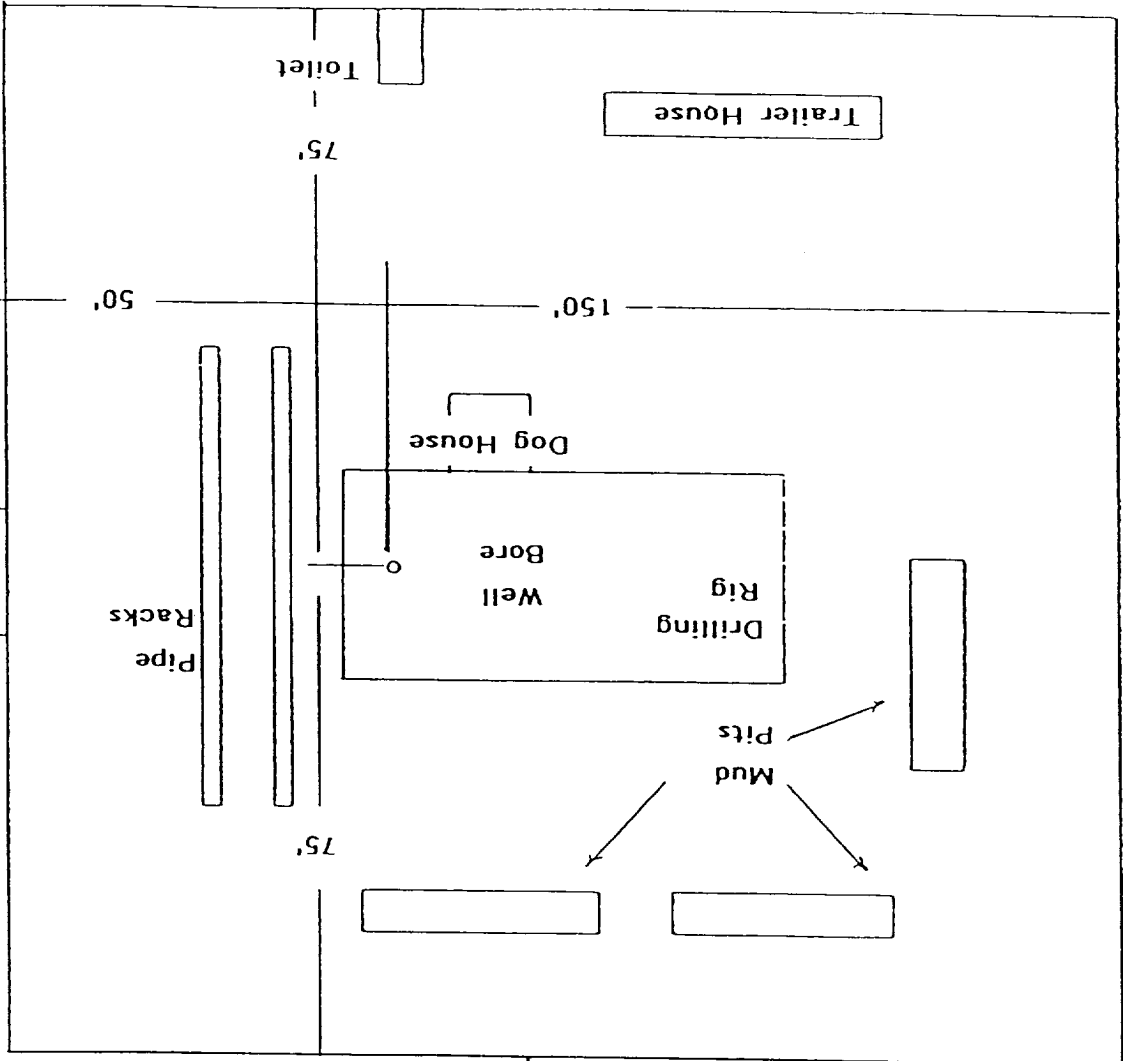 75'
Mud
Pits
Pipe
Racks
Drilling
Rig
Well
Bore
Dog House
150'
50'
75'
Trailer House
Toilet